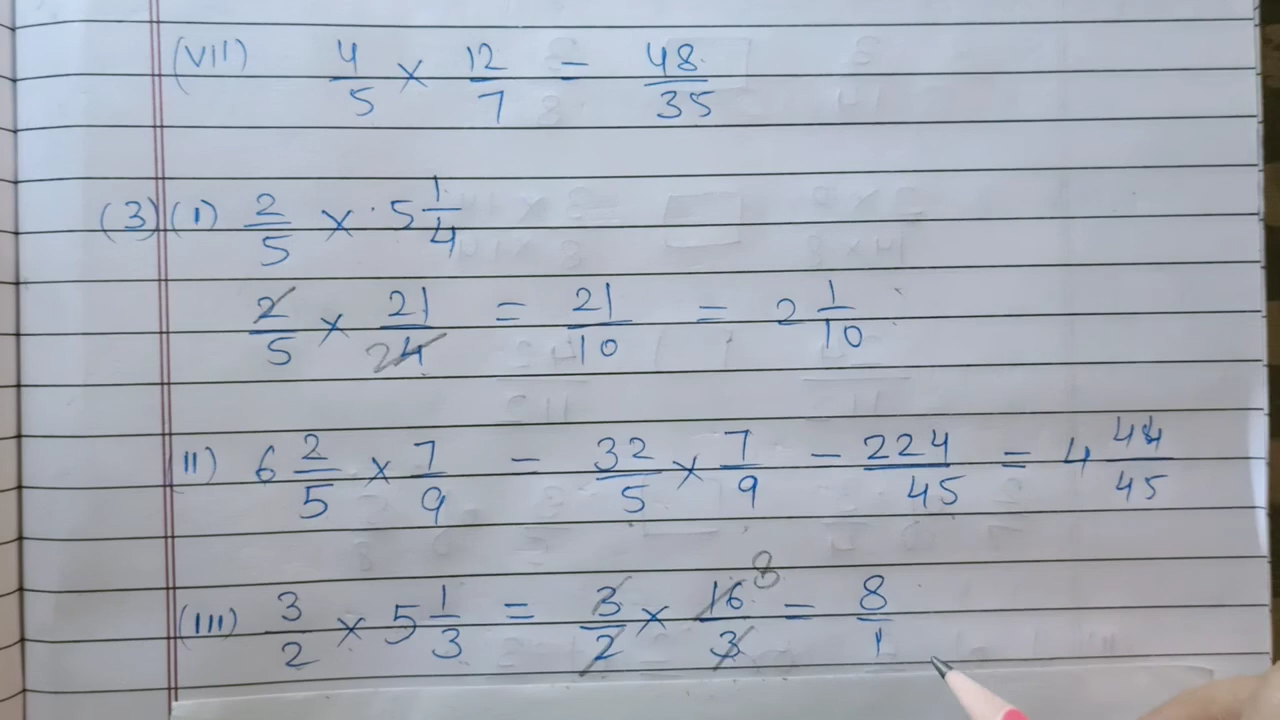 (VII) 4/5 × 12/7 = 48/35
(3) (I) 2/5 × 5 1/4
2/5 × 21/24 = 21/10 = 2 1/10
II) 6 2/5 × 7/9 = 32/5 × 7/9 = 224/45 = 4 44/45
(III) 3/2 × 5 1/3 = 3/2 × 16 8/3 = 8/1